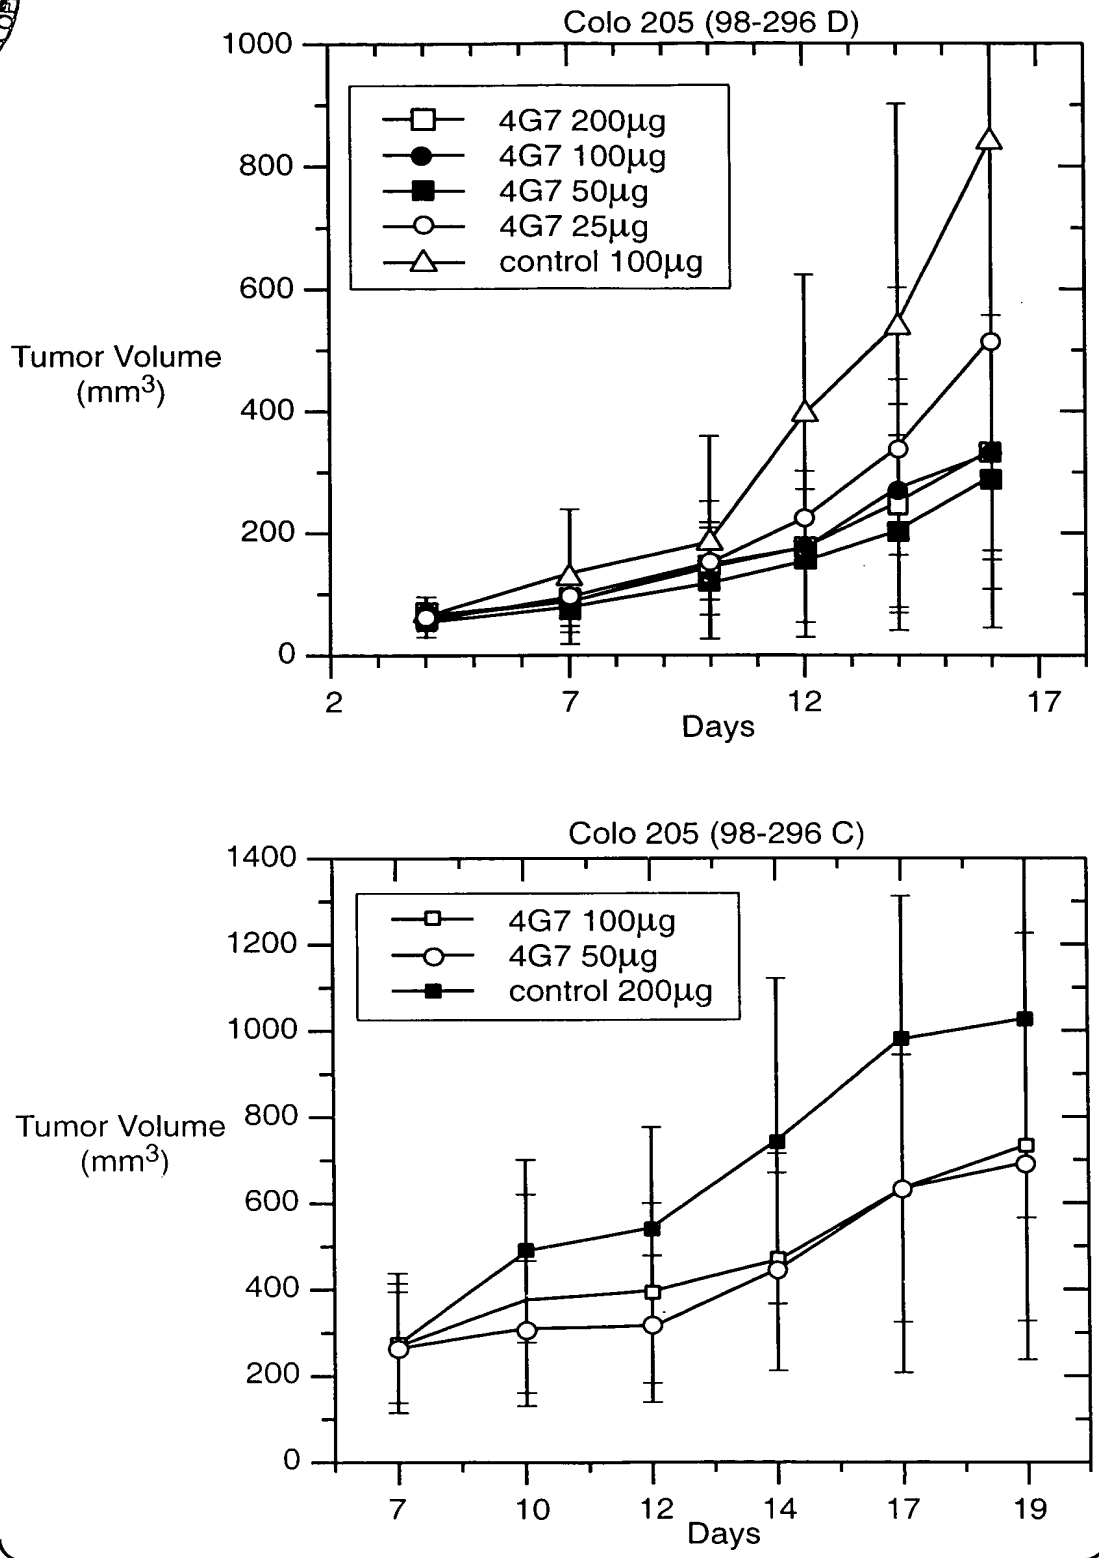 Colo 205 (98-296 D)
1000
800
600
400
200
0
4G7 200µg
4G7 100µg
4G7 50µg
4G7 25µg
control 100µg
Tumor Volume
(mm3)
2 7 12 17
Days
Colo 205 (98-296 C)
1400
1200
1000
800
600
400
200
0
4G7 100µg
4G7 50µg
control 200µg
Tumor Volume
(mm3)
7 10 12 14 17 19
Days